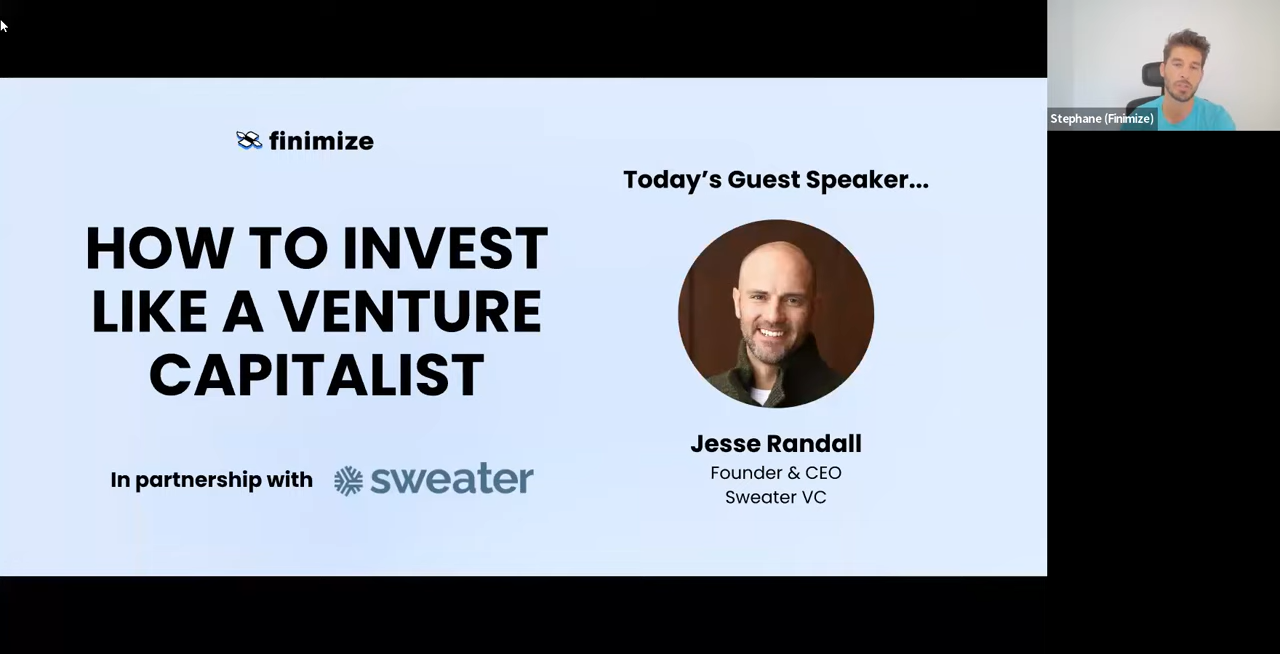 finimize
HOW TO INVEST
LIKE A VENTURE
CAPITALIST
In partnership with sweater
Today’s Guest Speaker...
Jesse Randall
Founder & CEO
Sweater VC
Stephane (Finimize)